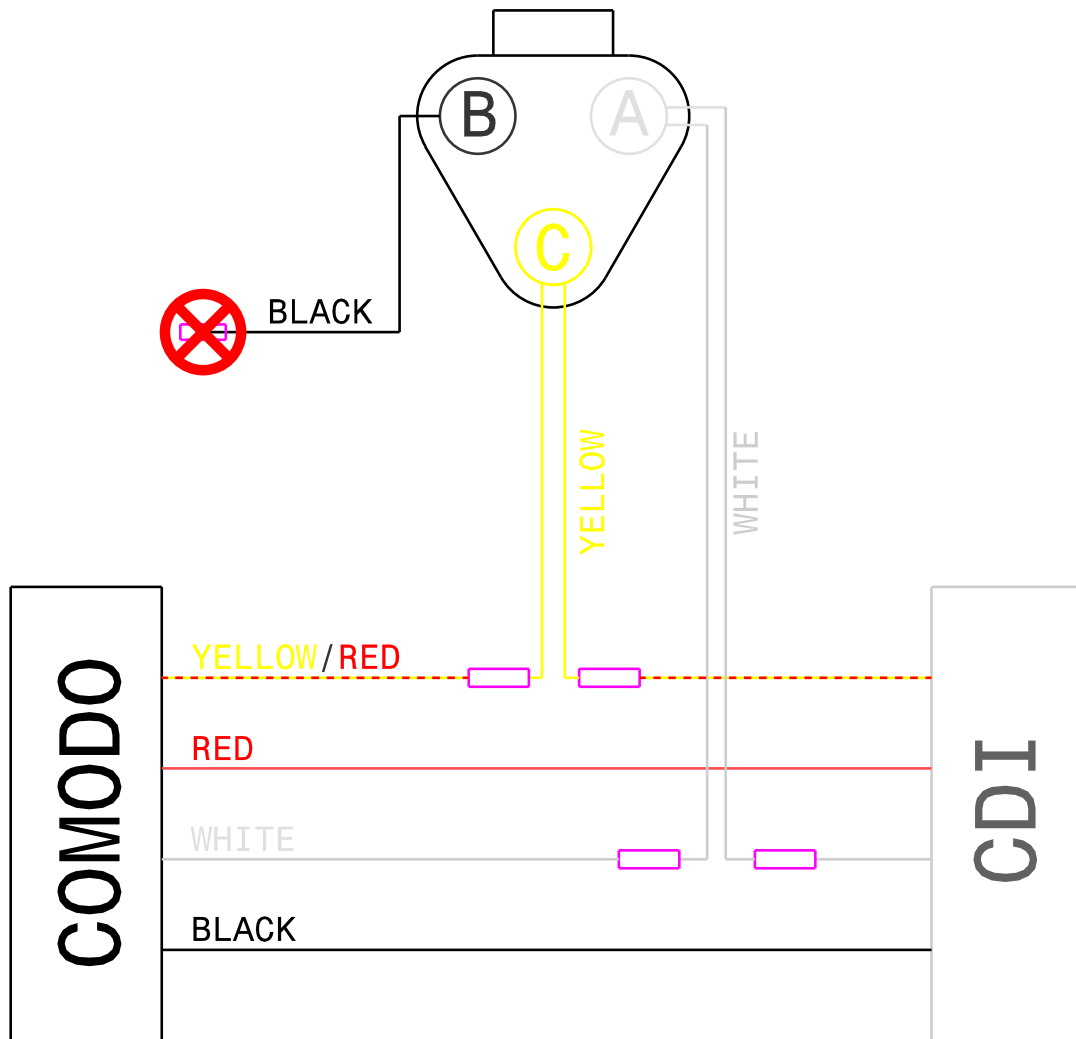 B
A
C
BLACK
YELLOW
WHITE
YELLOW/RED
RED
WHITE
BLACK
COMODO
CDI